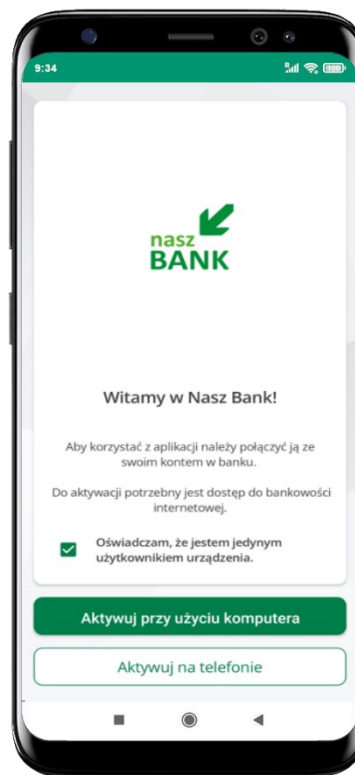 9:34
nasz
BANK
Witamy w Nasz Bank!
Aby korzystać z aplikacji należy połączyć ją ze
swoim kontem w banku.
Do aktywacji potrzebny jest dostęp do bankowości
internetowej.
Oświadczam, że jestem jedynym
użytkownikiem urządzenia.
Aktywuj przy użyciu komputera
Aktywuj na telefonie